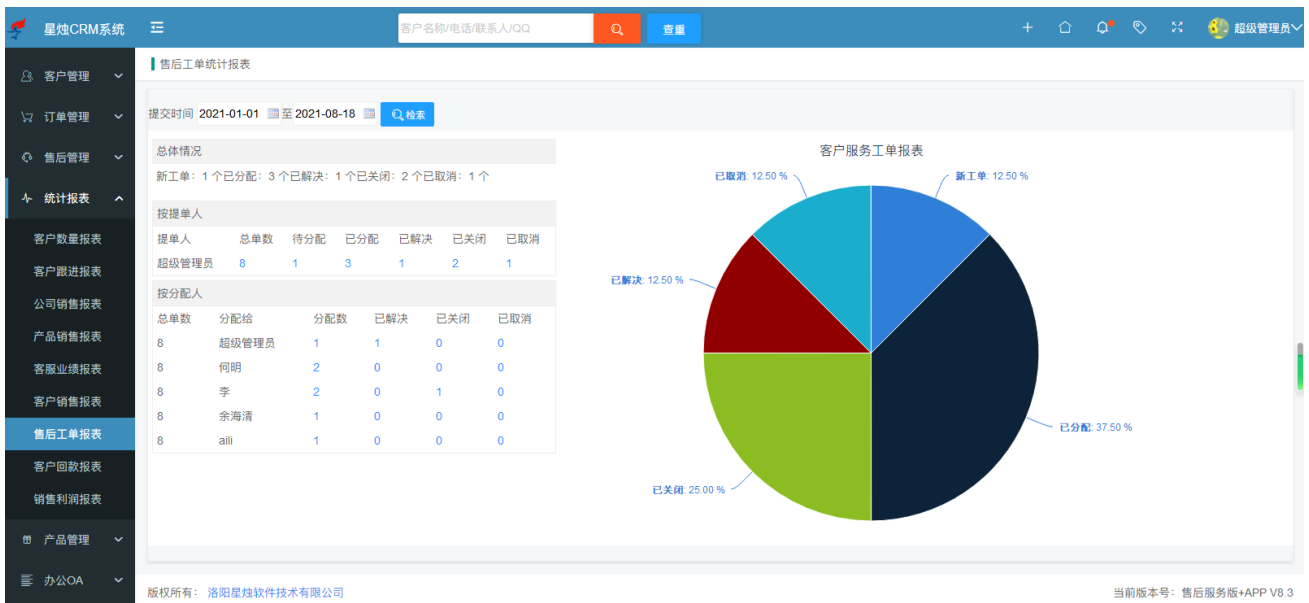 星烛CRM系统
客户名称/电话/联系人/QQ
查重
超级管理员
客户管理
订单管理
售后管理
统计报表
客户数量报表
客户跟进报表
公司销售报表
产品销售报表
客服业绩报表
客户销售报表
售后工单报表
客户回款报表
销售利润报表
产品管理
办公OA
售后工单统计报表
提交时间 2021-01-01 至 2021-08-18 检索
总体情况
新工单：1 个已分配：3 个已解决：1 个已关闭：2 个已取消：1 个
按提单人
提单人 总单数 待分配 已分配 已解决 已关闭 已取消
超级管理员 8 1 3 1 2 1
按分配人
总单数 分配给 分配数 已解决 已关闭 已取消
8 超级管理员 1 1 0 0
8 何明 2 0 0 0
8 李 2 0 1 0
8 余海清 1 0 0 0
8 aili 1 0 0 0
客户服务工单报表
已取消: 12.50 %
新工单: 12.50 %
已解决: 12.50 %
已分配: 37.50 %
已关闭: 25.00 %
版权所有： 洛阳星烛软件技术有限公司
当前版本号：售后服务版+APP V8.3